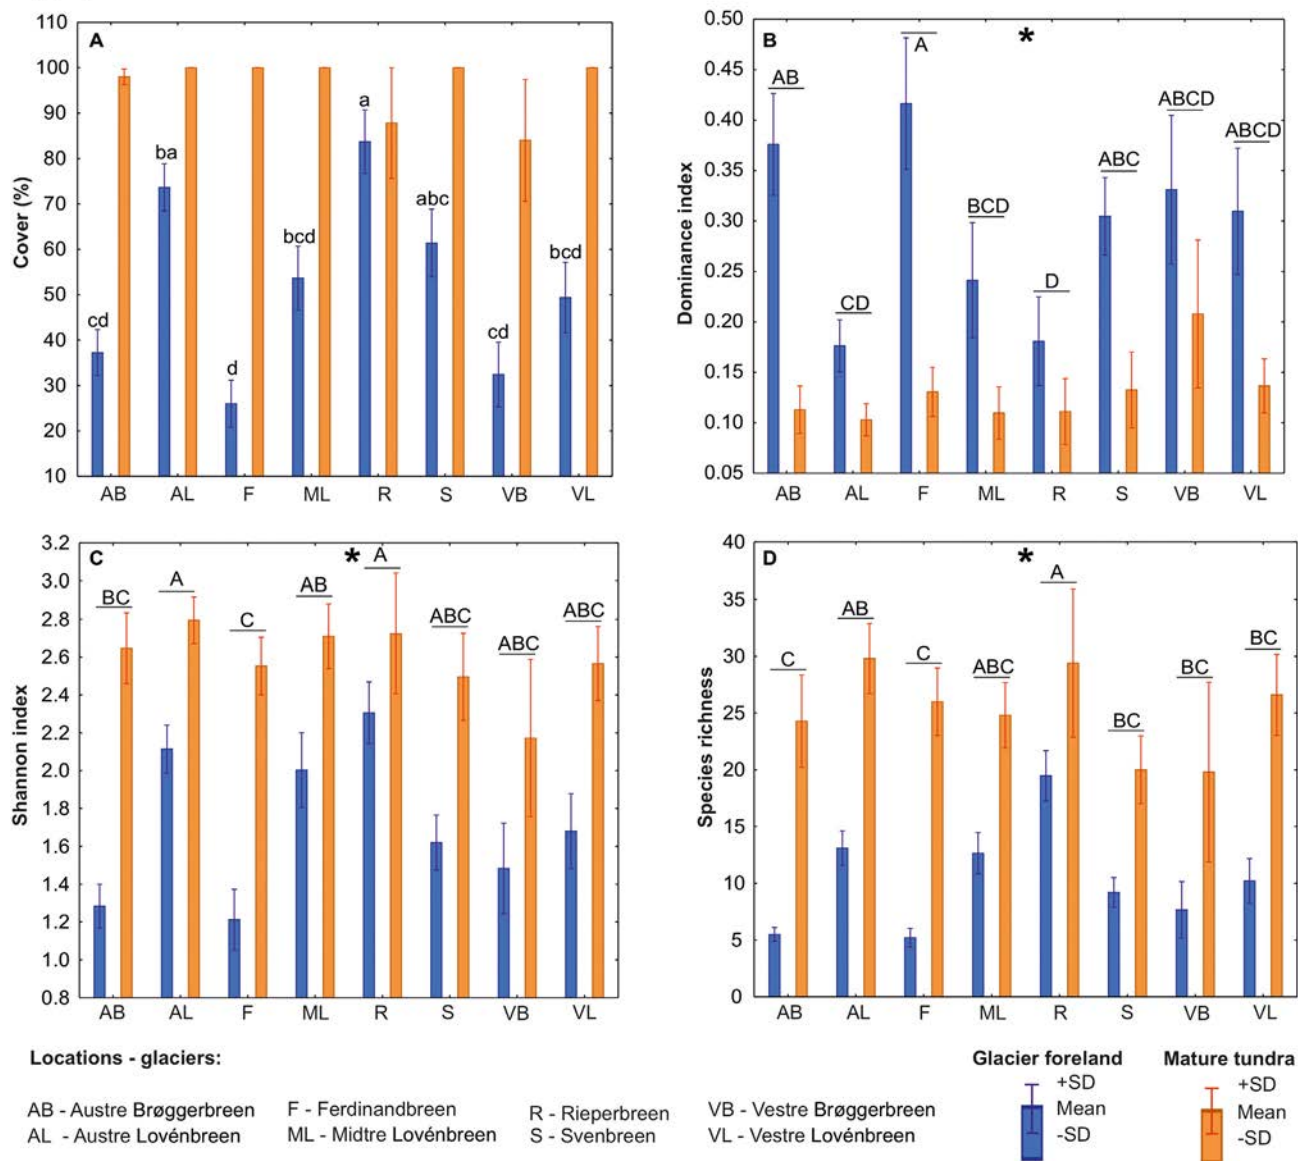 A
Cover (%)
110
100
90
80
70
60
50
40
30
20
10
cd
ba
d
bcd
a
abc
cd
bcd
AB AL F ML R S VB VL
B
*
Dominance index
0.50
0.45
0.40
0.35
0.30
0.25
0.20
0.15
0.10
0.05
AB
CD
A
BCD
D
ABC
ABCD
ABCD
AB AL F ML R S VB VL
C
*
Shannon index
3.2
3.0
2.8
2.6
2.4
2.2
2.0
1.8
1.6
1.4
1.2
1.0
0.8
BC
A
C
AB
A
ABC
ABC
ABC
AB AL F ML R S VB VL
D
*
Species richness
40
35
30
25
20
15
10
5
0
C
AB
C
ABC
A
BC
BC
BC
AB AL F ML R S VB VL
Locations - glaciers:
AB - Austre Brøggerbreen
AL - Austre Lovénbreen
F - Ferdinandbreen
ML - Midtre Lovénbreen
R - Rieperbreen
S - Svenbreen
VB - Vestre Brøggerbreen
VL - Vestre Lovénbreen
Glacier foreland
+SD
Mean
-SD
Mature tundra
+SD
Mean
-SD